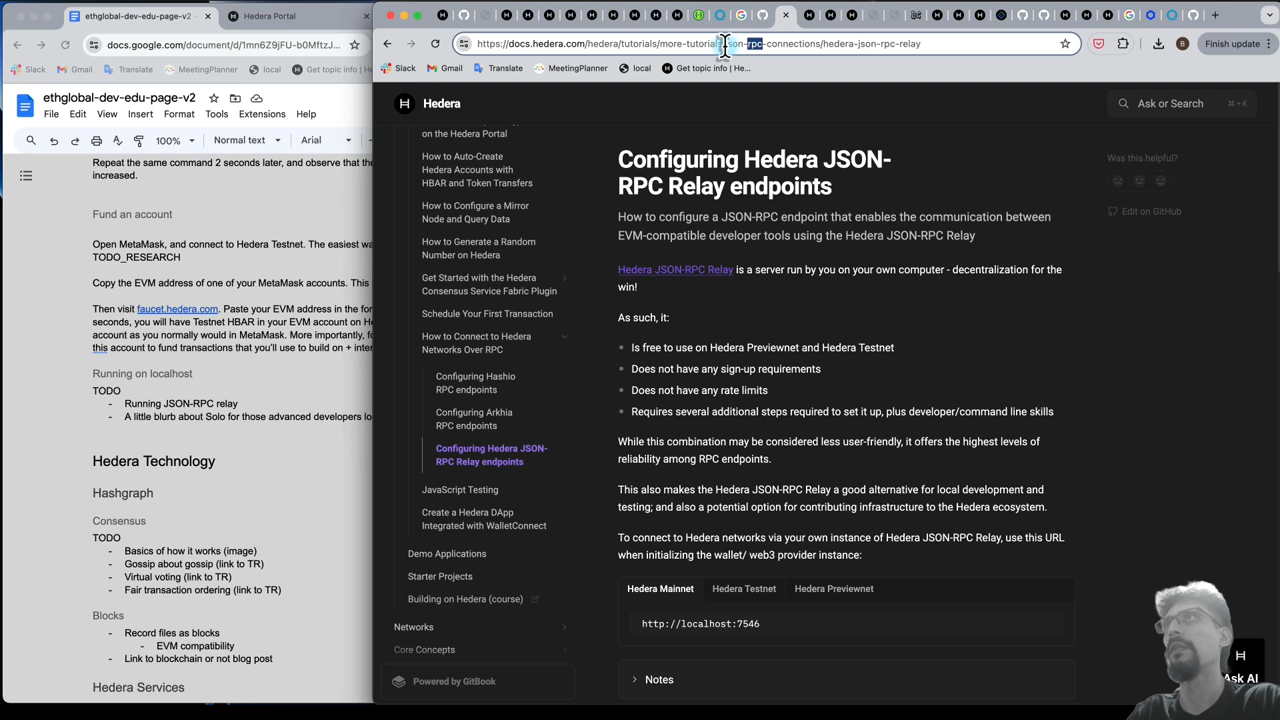 ethglobal-dev-edu-page-v2
Hedera Portal
docs.google.com/document/d/1mn6Z9jFU-b0MftzJ
Slack
Gmail
Translate
MeetingPlanner
local
Get topic info | He
ethglobal-dev-edu-page-v2
File Edit View Insert Format Tools Extensions Help
100%
Normal text
Arial
Repeat the same command 2 seconds later, and observe that the
increased.
Fund an account
Open MetaMask, and connect to Hedera Testnet. The easiest wa
TODO_RESEARCH
Copy the EVM address of one of your MetaMask accounts. This
Then visit faucet.hedera.com. Paste your EVM address in the for
seconds, you will have Testnet HBAR in your EVM account on He
account as you normally would in MetaMask. More importantly, fo
this account to fund transactions that you'll use to build on + inter
Running on localhost
TODO
- Running JSON-RPC relay
- A little blurb about Solo for those advanced developers lo
Hedera Technology
Hashgraph
Consensus
TODO
- Basics of how it works (image)
- Gossip about gossip (link to TR)
- Virtual voting (link to TR)
- Fair transaction ordering (link to TR)
Blocks
- Record files as blocks
- EVM compatibility
- Link to blockchain or not blog post
Hedera Services
https://docs.hedera.com/hedera/tutorials/more-tutorials/json-rpc-connections/hedera-json-rpc-relay
Finish update
Slack
Gmail
Translate
MeetingPlanner
local
Get topic info | He...
Hedera
Ask or Search
⌘+K
on the Hedera Portal
How to Auto-Create
Hedera Accounts with
HBAR and Token Transfers
How to Configure a Mirror
Node and Query Data
How to Generate a Random
Number on Hedera
Get Started with the Hedera
Consensus Service Fabric Plugin
Schedule Your First Transaction
How to Connect to Hedera
Networks Over RPC
Configuring Hashio
RPC endpoints
Configuring Arkhia
RPC endpoints
Configuring Hedera JSON-
RPC Relay endpoints
JavaScript Testing
Create a Hedera DApp
Integrated with WalletConnect
Demo Applications
Starter Projects
Building on Hedera (course)
Networks
Core Concepts
Powered by GitBook
Configuring Hedera JSON-
RPC Relay endpoints
How to configure a JSON-RPC endpoint that enables the communication between
EVM-compatible developer tools using the Hedera JSON-RPC Relay
Hedera JSON-RPC Relay is a server run by you on your own computer - decentralization for the
win!
As such, it:
Is free to use on Hedera Previewnet and Hedera Testnet
Does not have any sign-up requirements
Does not have any rate limits
Requires several additional steps required to set it up, plus developer/command line skills
While this combination may be considered less user-friendly, it offers the highest levels of
reliability among RPC endpoints.
This also makes the Hedera JSON-RPC Relay a good alternative for local development and
testing; and also a potential option for contributing infrastructure to the Hedera ecosystem.
To connect to Hedera networks via your own instance of Hedera JSON-RPC Relay, use this URL
when initializing the wallet/ web3 provider instance:
Hedera Mainnet Hedera Testnet Hedera Previewnet
http://localhost:7546
Notes
Was this helpful?
Edit on GitHub
Ask AI